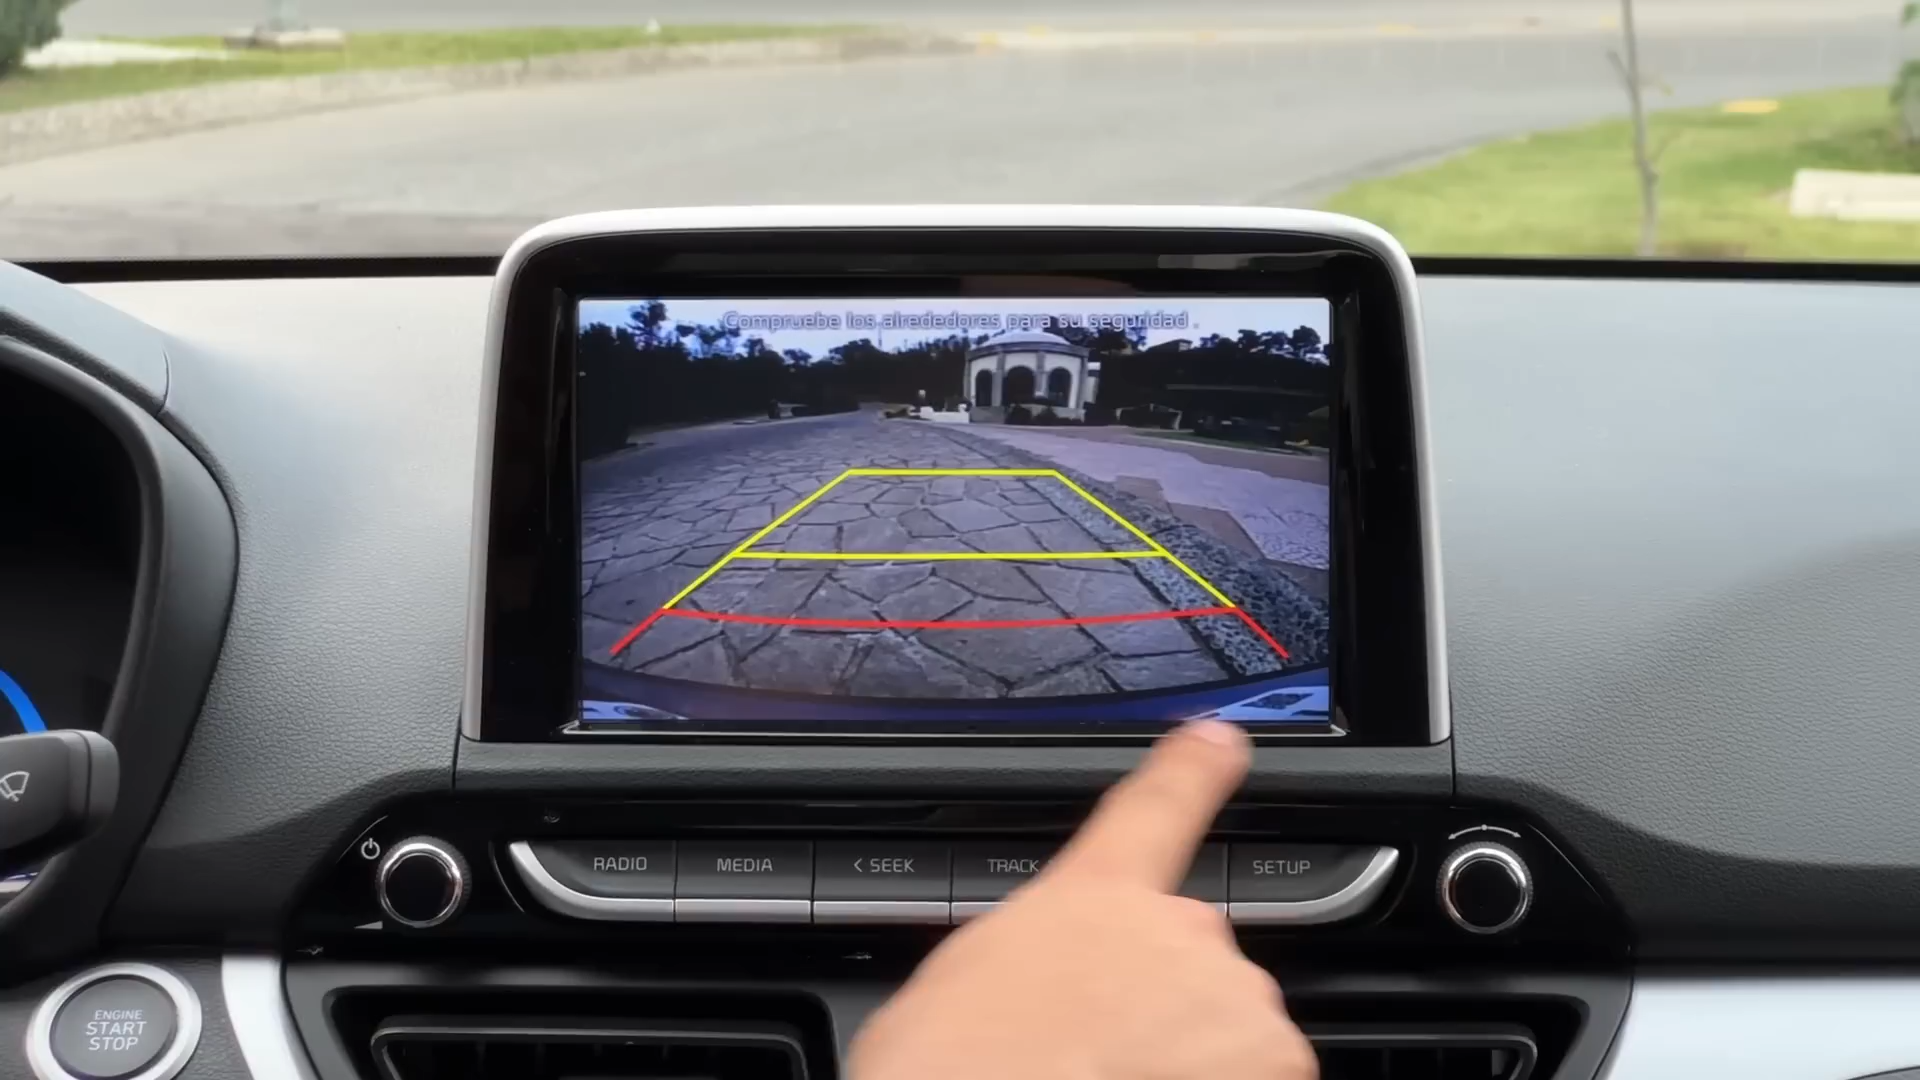 Compruebe los alrededores para su seguridad .
RADIO
MEDIA
< SEEK
TRACK
SETUP
ENGINE
START
STOP